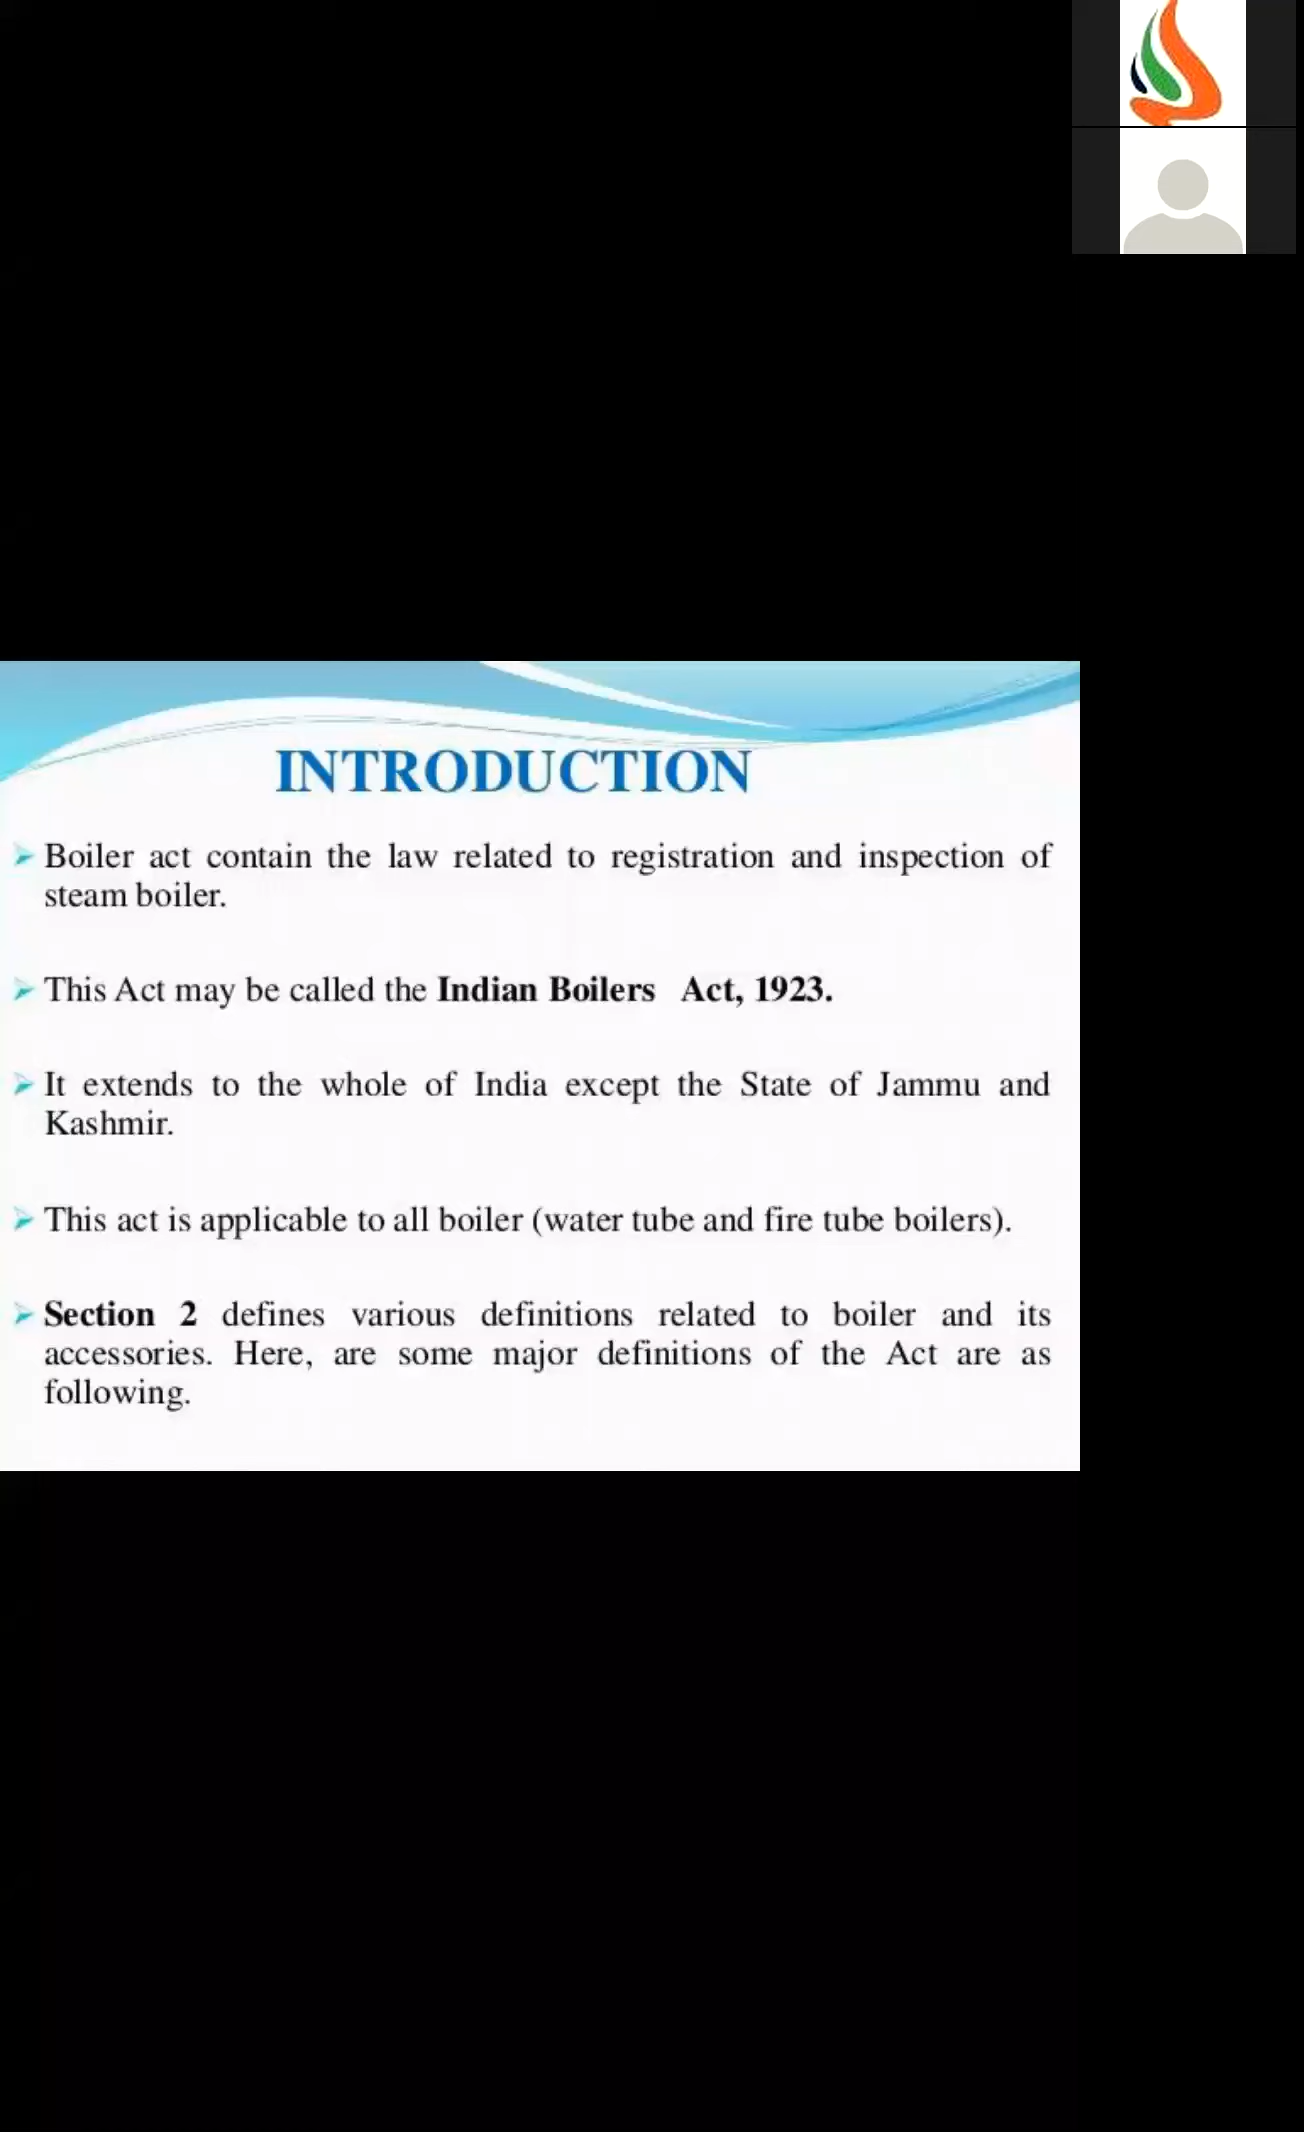 INTRODUCTION
Boiler act contain the law related to registration and inspection of
steam boiler.
This Act may be called the Indian Boilers Act, 1923.
It extends to the whole of India except the State of Jammu and
Kashmir.
This act is applicable to all boiler (water tube and fire tube boilers).
Section 2 defines various definitions related to boiler and its
accessories. Here, are some major definitions of the Act are as
following.